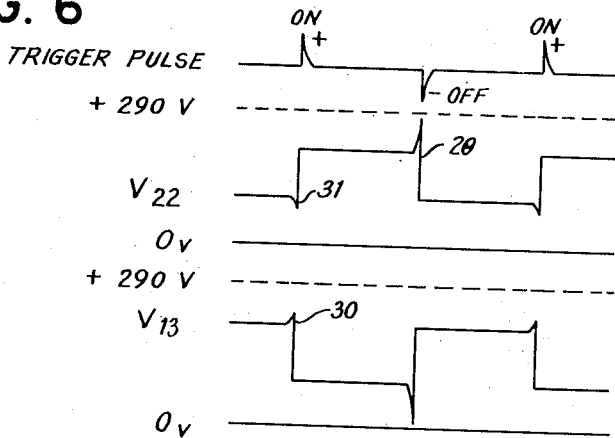 G. 6
ON
+
ON
+
TRIGGER PULSE
- OFF
+ 290 V
28
V22
31
0v
+ 290 V
V13
30
0v